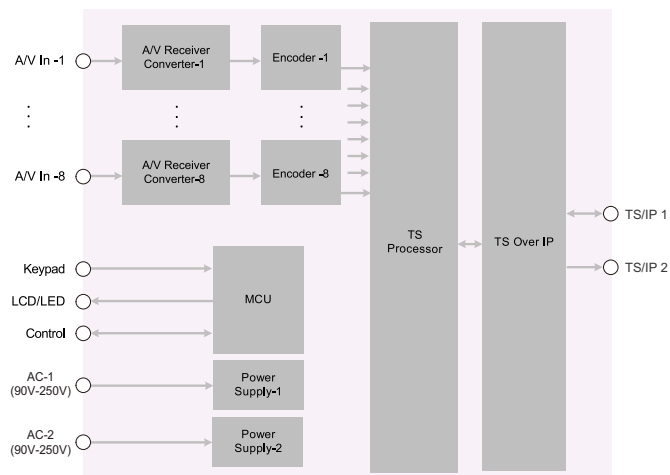 A/V In -1
A/V Receiver
Converter-1
Encoder -1
A/V In -8
A/V Receiver
Converter-8
Encoder -8
TS
Processor
TS Over IP
TS/IP 1
TS/IP 2
Keypad
LCD/LED
Control
MCU
AC-1
(90V-250V)
Power
Supply-1
AC-2
(90V-250V)
Power
Supply-2